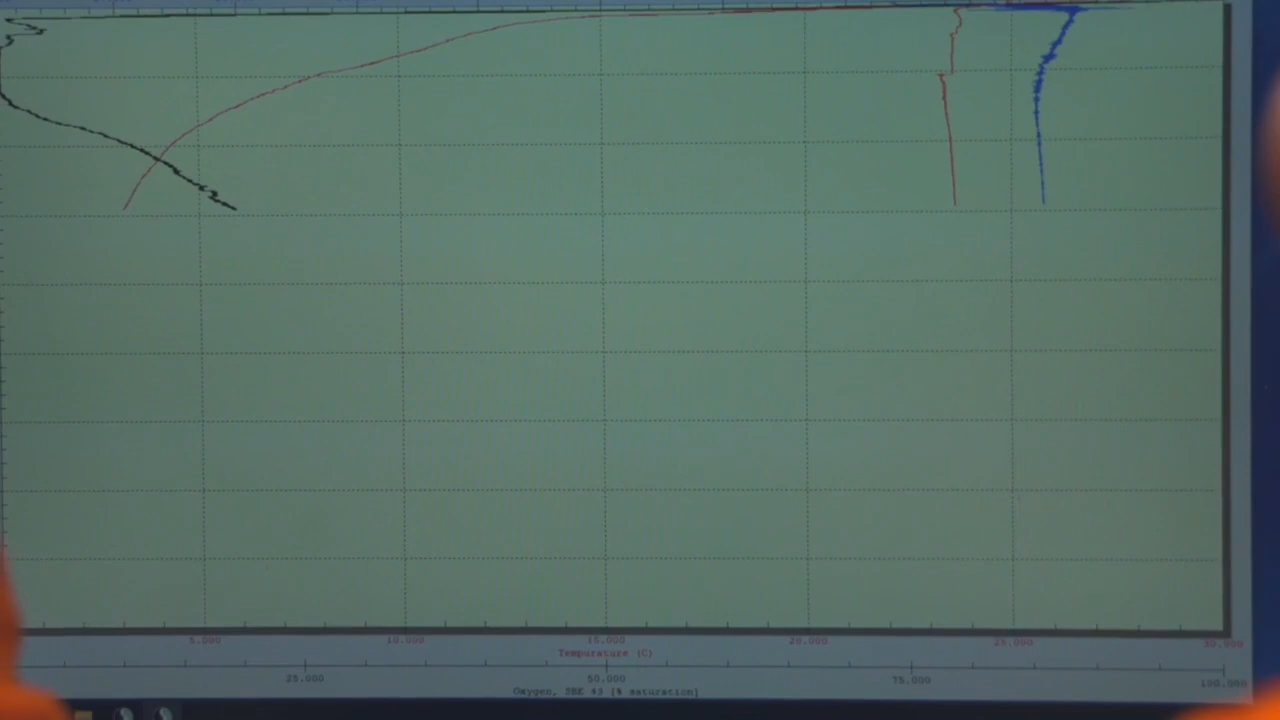 5.000 10.000 15.000 20.000 25.000 30.000
Temperature (C)
25.000 50.000 75.000 100.000
Oxygen, SBE 43 [% saturation]